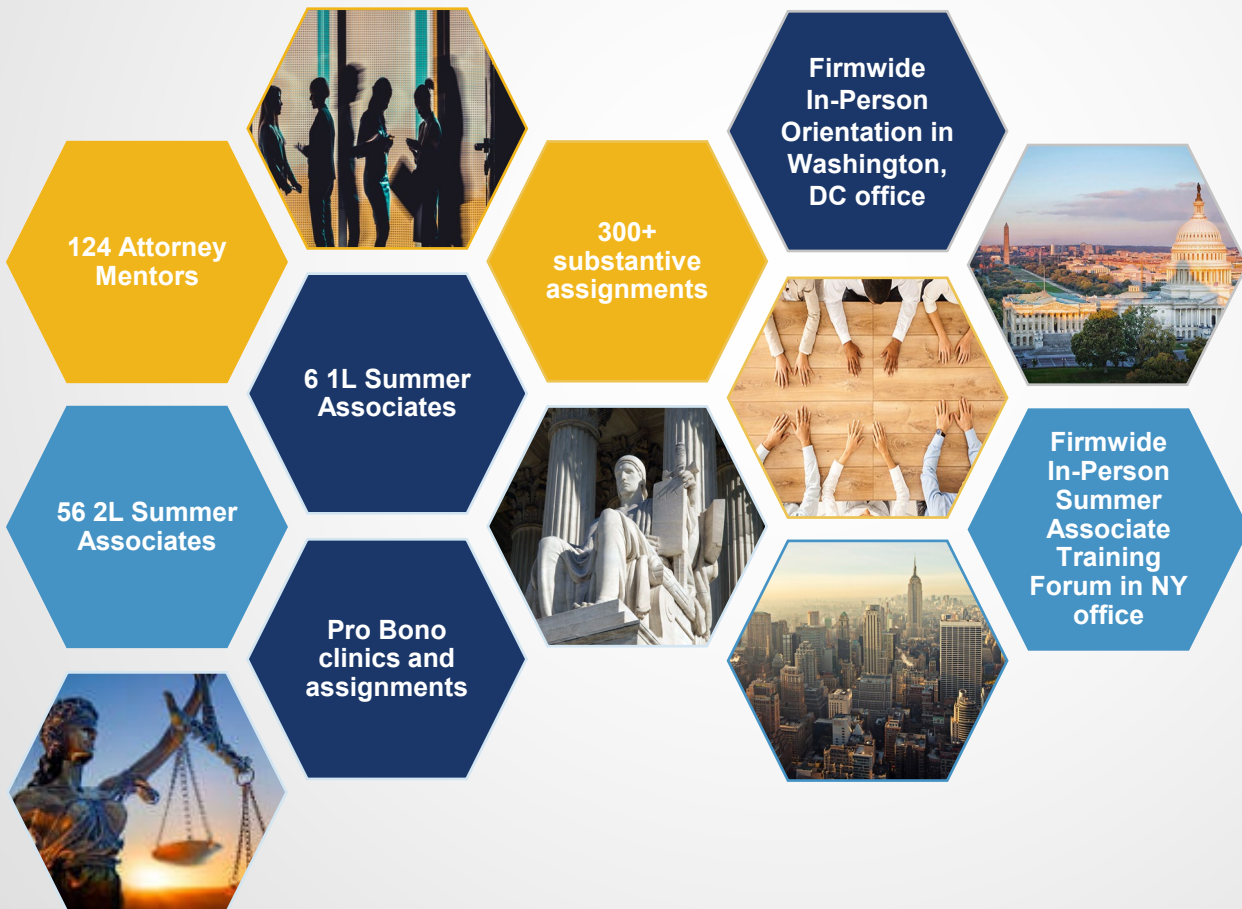 124 Attorney
Mentors
56 2L Summer
Associates
6 1L Summer
Associates
Pro Bono
clinics and
assignments
300+
substantive
assignments
Firmwide
In-Person
Orientation in
Washington,
DC office
Firmwide
In-Person
Summer
Associate
Training
Forum in NY
office